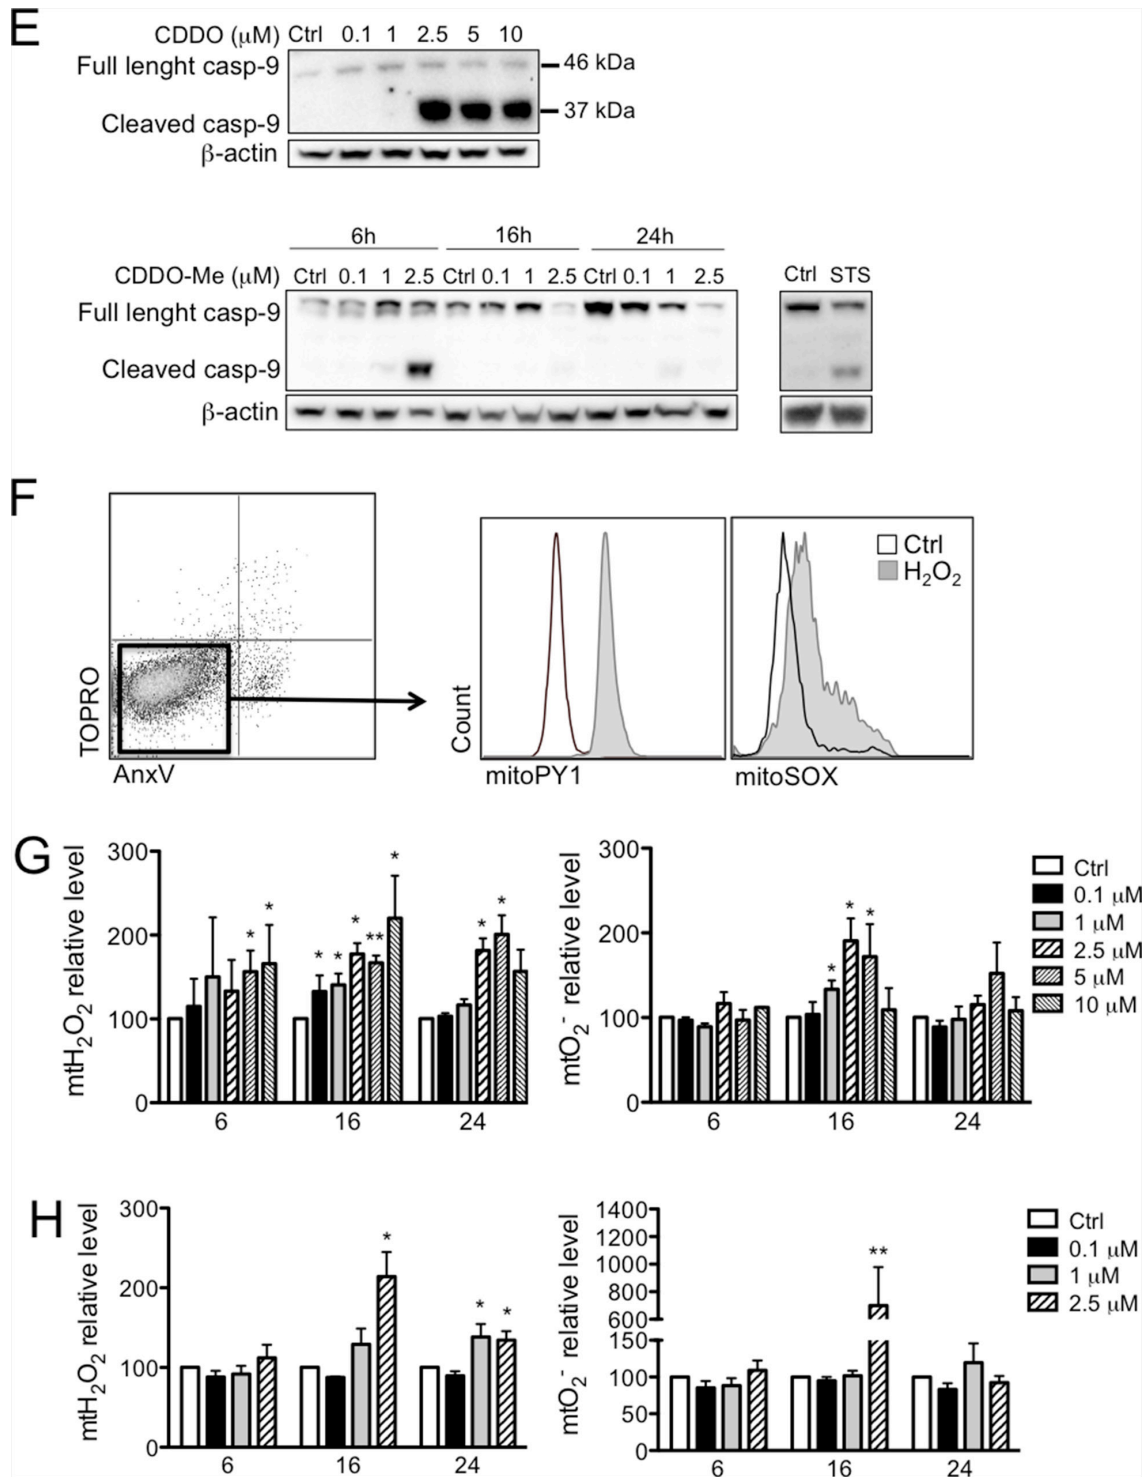 E
CDDO (μM) Ctrl 0.1 1 2.5 5 10
Full lenght casp-9
46 kDa
Cleaved casp-9
37 kDa
β-actin
6h 16h 24h
CDDO-Me (μM) Ctrl 0.1 1 2.5 Ctrl 0.1 1 2.5 Ctrl 0.1 1 2.5 Ctrl STS
Full lenght casp-9
Cleaved casp-9
β-actin
F
TOPRO
AnxV
Count
mitoPY1
mitoSOX
Ctrl
H₂O₂
G
mtH₂O₂ relative level
300
200
100
0
* * * * * ** * * *
6 16 24
mtO₂⁻ relative level
300
200
100
0
* * *
6 16 24
Ctrl
0.1 μM
1 μM
2.5 μM
5 μM
10 μM
H
mtH₂O₂ relative level
300
200
100
0
* * *
6 16 24
mtO₂⁻ relative level
1400
1200
1000
800
600
150
100
50
0
**
6 16 24
Ctrl
0.1 μM
1 μM
2.5 μM